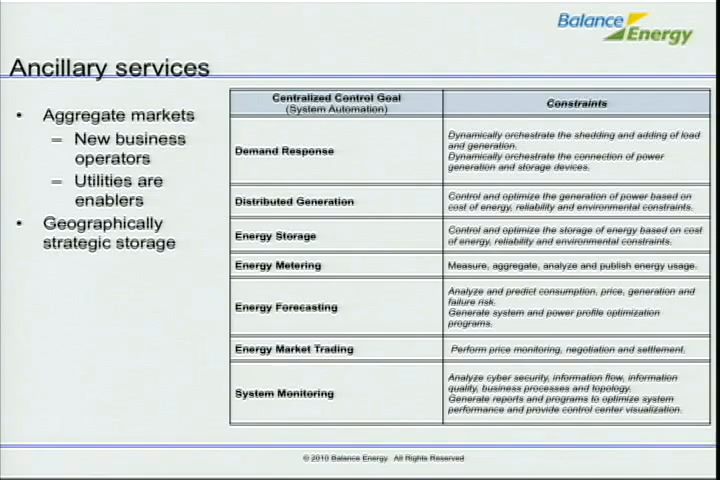 Balance
Energy
Ancillary services
• Aggregate markets
– New business
operators
– Utilities are
enablers
• Geographically
strategic storage
Centralized Control Goal
(System Automation)
Constraints
Demand Response
Dynamically orchestrate the shedding and adding of load
and generation.
Dynamically orchestrate the connection of power
generation and storage devices.
Distributed Generation
Control and optimize the generation of power based on
cost of energy, reliability and environmental constraints.
Energy Storage
Control and optimize the storage of energy based on cost
of energy, reliability and environmental constraints.
Energy Metering
Measure, aggregate, analyze and publish energy usage.
Energy Forecasting
Analyze and predict consumption, price, generation and
failure risk.
Generate system and power profile optimization
programs.
Energy Market Trading
Perform price monitoring, negotiation and settlement.
System Monitoring
Analyze cyber security, information flow, information
quality, business processes and topology.
Generate reports and programs to optimize system
performance and provide control center visualization.
© 2010 Balance Energy. All Rights Reserved